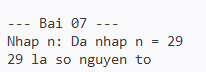 --- Bai 07 ---
Nhap n: Da nhap n = 29
29 la so nguyen to